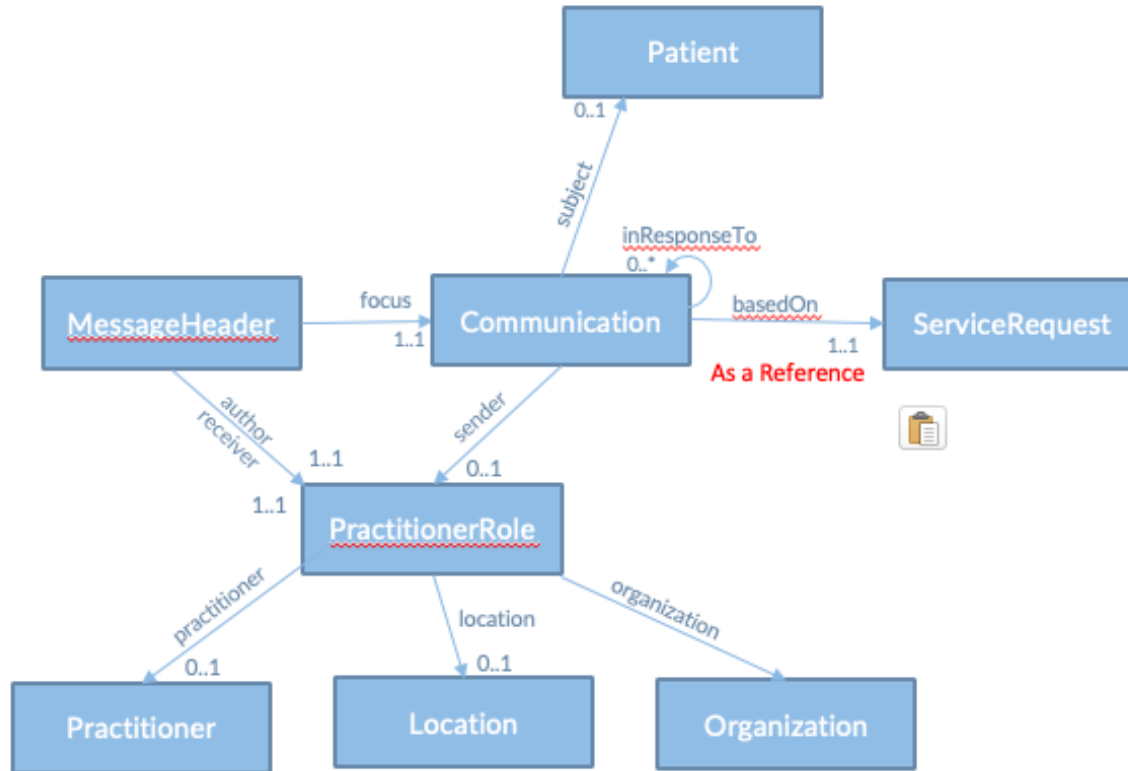 Patient
0..1
subject
inResponseTo
0..*
MessageHeader
focus
1..1
Communication
basedOn
1..1
As a Reference
ServiceRequest
author
receiver
1..1
1..1
sender
0..1
PractitionerRole
practitioner
0..1
location
0..1
organization
Practitioner
Location
Organization